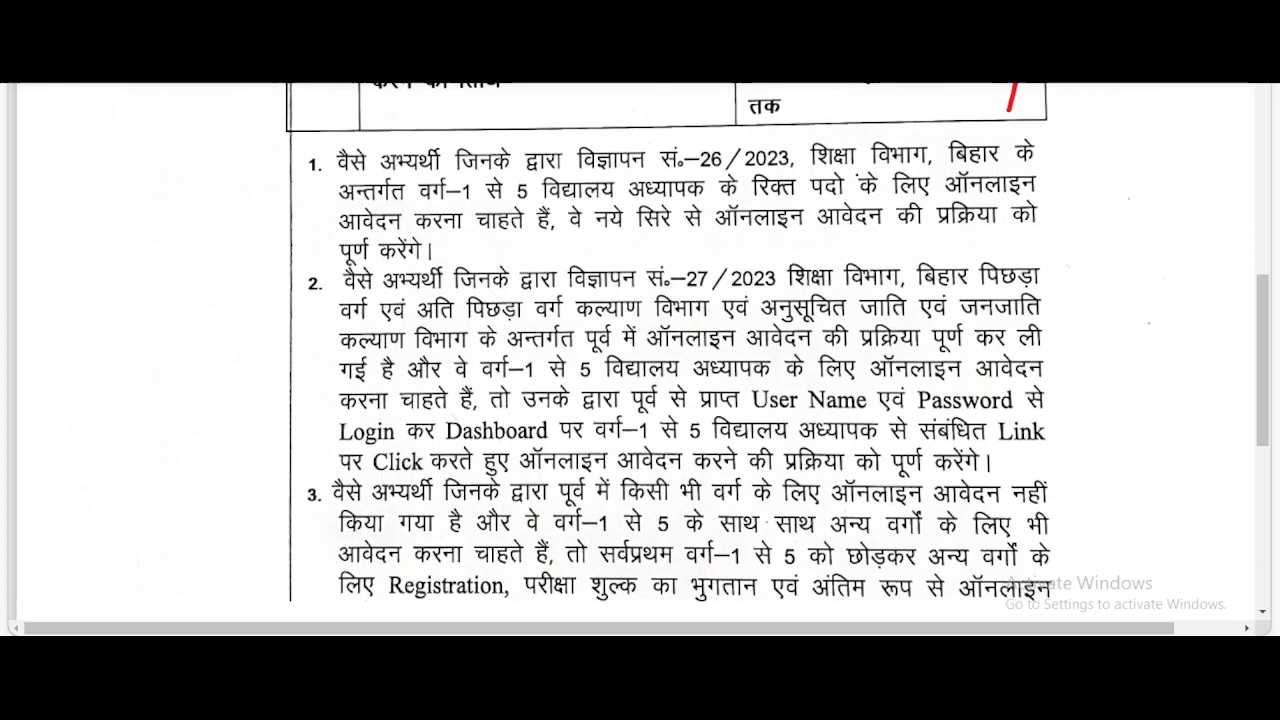 तक
1. वैसे अभ्यर्थी जिनके द्वारा विज्ञापन सं॰–26/2023, शिक्षा विभाग, बिहार के
अन्तर्गत वर्ग–1 से 5 विद्यालय अध्यापक के रिक्त पदो के लिए ऑनलाइन
आवेदन करना चाहते हैं, वे नये सिरे से ऑनलाइन आवेदन की प्रक्रिया को
पूर्ण करेंगे।
2. वैसे अभ्यर्थी जिनके द्वारा विज्ञापन सं॰–27/2023 शिक्षा विभाग, बिहार पिछड़ा
वर्ग एवं अति पिछड़ा वर्ग कल्याण विभाग एवं अनुसूचित जाति एवं जनजाति
कल्याण विभाग के अन्तर्गत पूर्व में ऑनलाइन आवेदन की प्रक्रिया पूर्ण कर ली
गई है और वे वर्ग–1 से 5 विद्यालय अध्यापक के लिए ऑनलाइन आवेदन
करना चाहते हैं, तो उनके द्वारा पूर्व से प्राप्त User Name एवं Password से
Login कर Dashboard पर वर्ग–1 से 5 विद्यालय अध्यापक से संबंधित Link
पर Click करते हुए ऑनलाइन आवेदन करने की प्रक्रिया को पूर्ण करेंगे।
3. वैसे अभ्यर्थी जिनके द्वारा पूर्व में किसी भी वर्ग के लिए ऑनलाइन आवेदन नहीं
किया गया है और वे वर्ग–1 से 5 के साथ साथ अन्य वर्गों के लिए भी
आवेदन करना चाहते हैं, तो सर्वप्रथम वर्ग–1 से 5 को छोड़कर अन्य वर्गों के
लिए Registration, परीक्षा शुल्क का भुगतान एवं अंतिम रूप से ऑनलाइन
Activate Windows
Go to Settings to activate Windows.